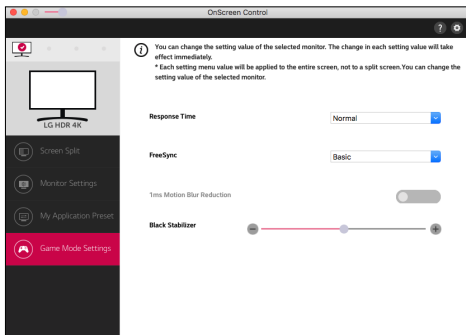 OnScreen Control
?
i
You can change the setting value of the selected monitor. The change in each setting value will take
effect immediately.
* Each setting menu value will be applied to the entire screen, not to a split screen.You can change the
setting value of the selected monitor.
LG HDR 4K
Screen Split
Monitor Settings
My Application Preset
Game Mode Settings
Response Time
Normal
FreeSync
Basic
1ms Motion Blur Reduction
Black Stabilizer